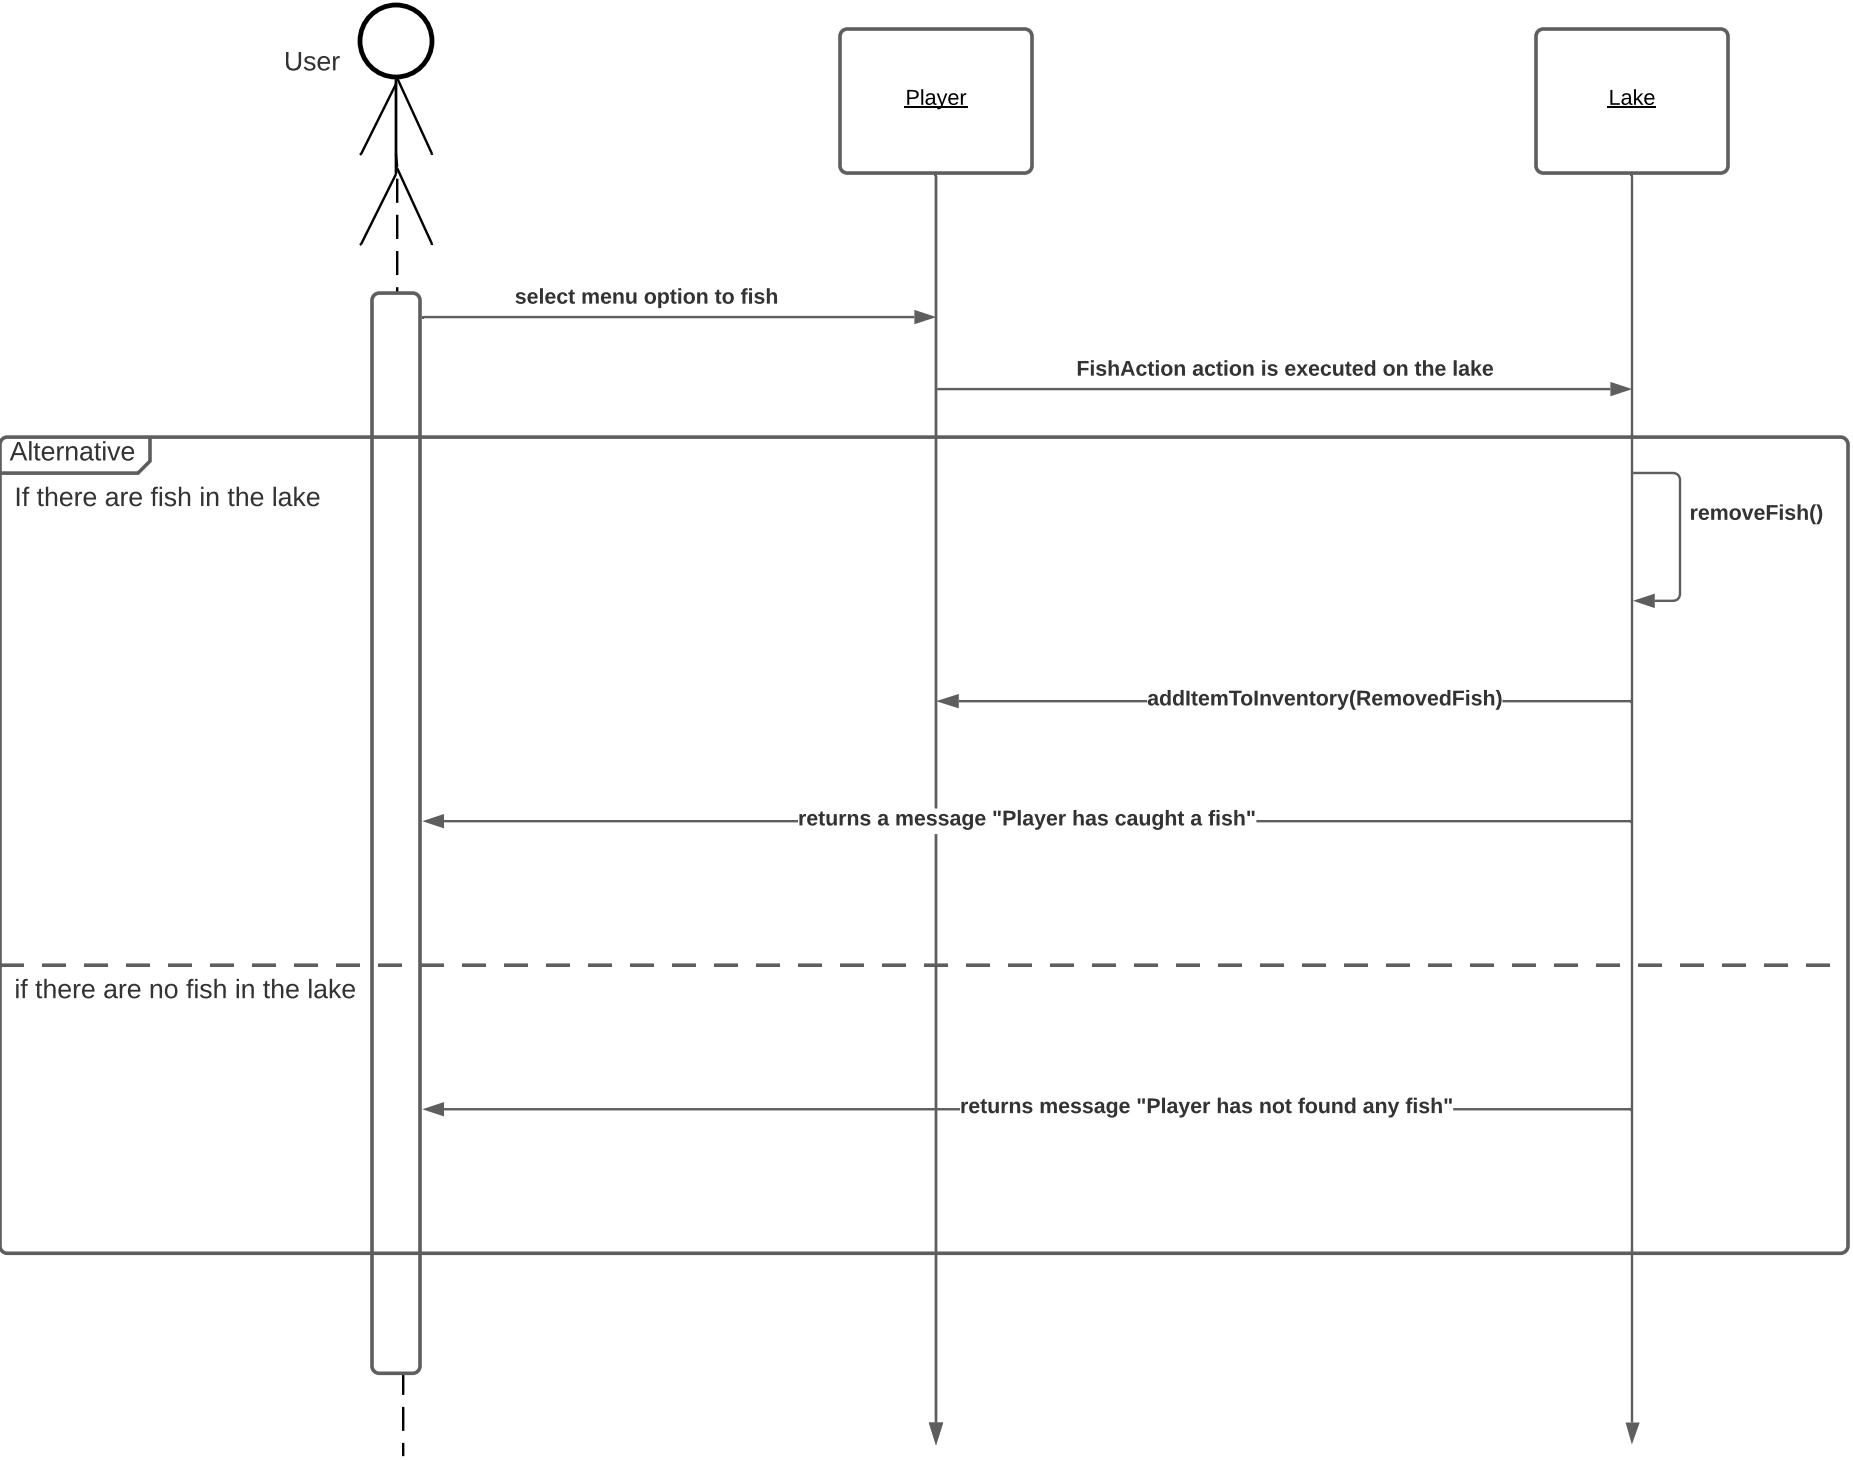 User
Player
Lake
select menu option to fish
FishAction action is executed on the lake
Alternative
If there are fish in the lake
removeFish()
addItemToInventory(RemovedFish)
returns a message "Player has caught a fish"
if there are no fish in the lake
returns message "Player has not found any fish"